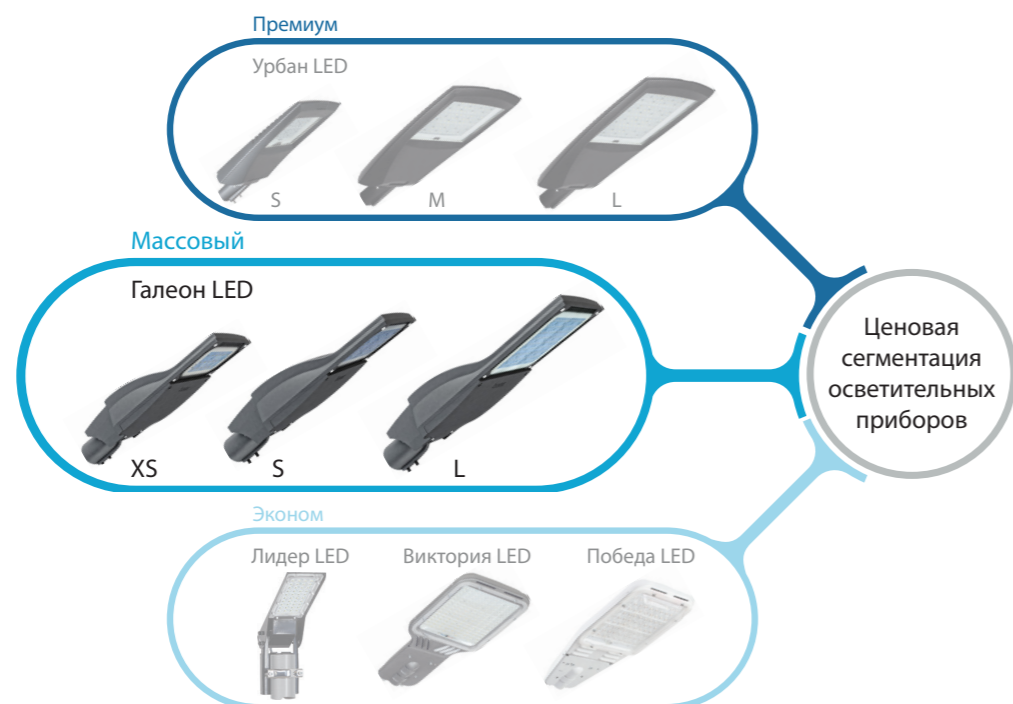 Премиум
Урбан LED
S
M
L
Массовый
Галеон LED
XS
S
L
Ценовая
сегментация
осветительных
приборов
Эконом
Лидер LED
Виктория LED
Победа LED